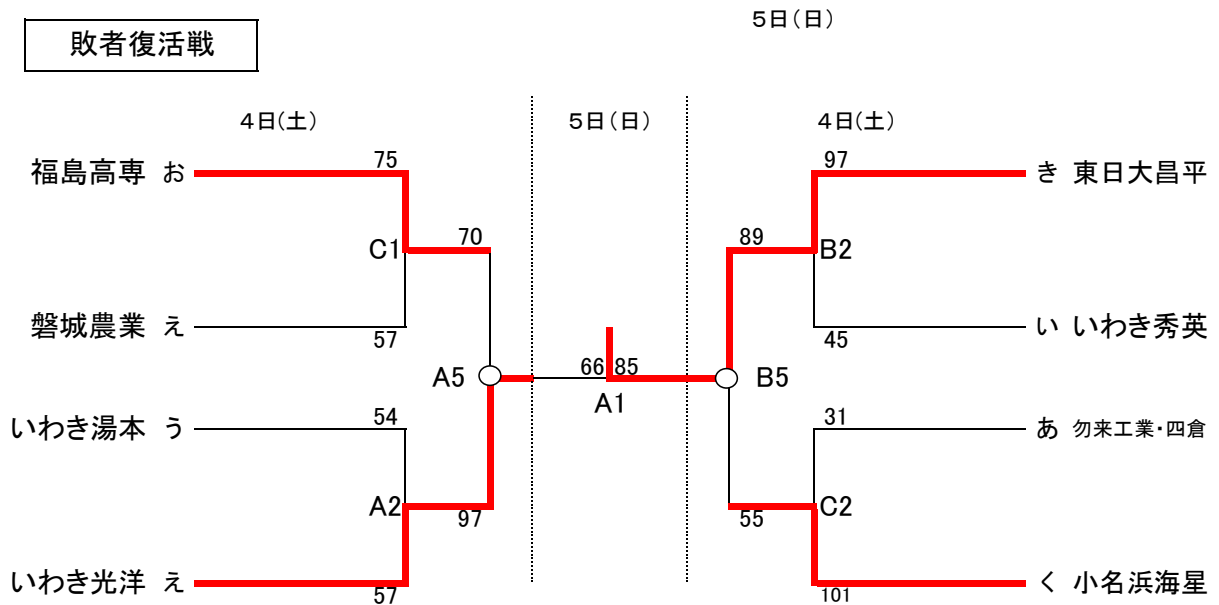 5日(日)
敗者復活戦
4日(土)
5日(日)
4日(土)
福島高専 お
75
97
き 東日大昌平
C1
70
89
B2
磐城農業 え
57
45
い いわき秀英
A5
66
85
B5
A1
いわき湯本 う
54
31
あ 勿来工業・四倉
A2
97
55
C2
いわき光洋 え
57
101
く 小名浜海星